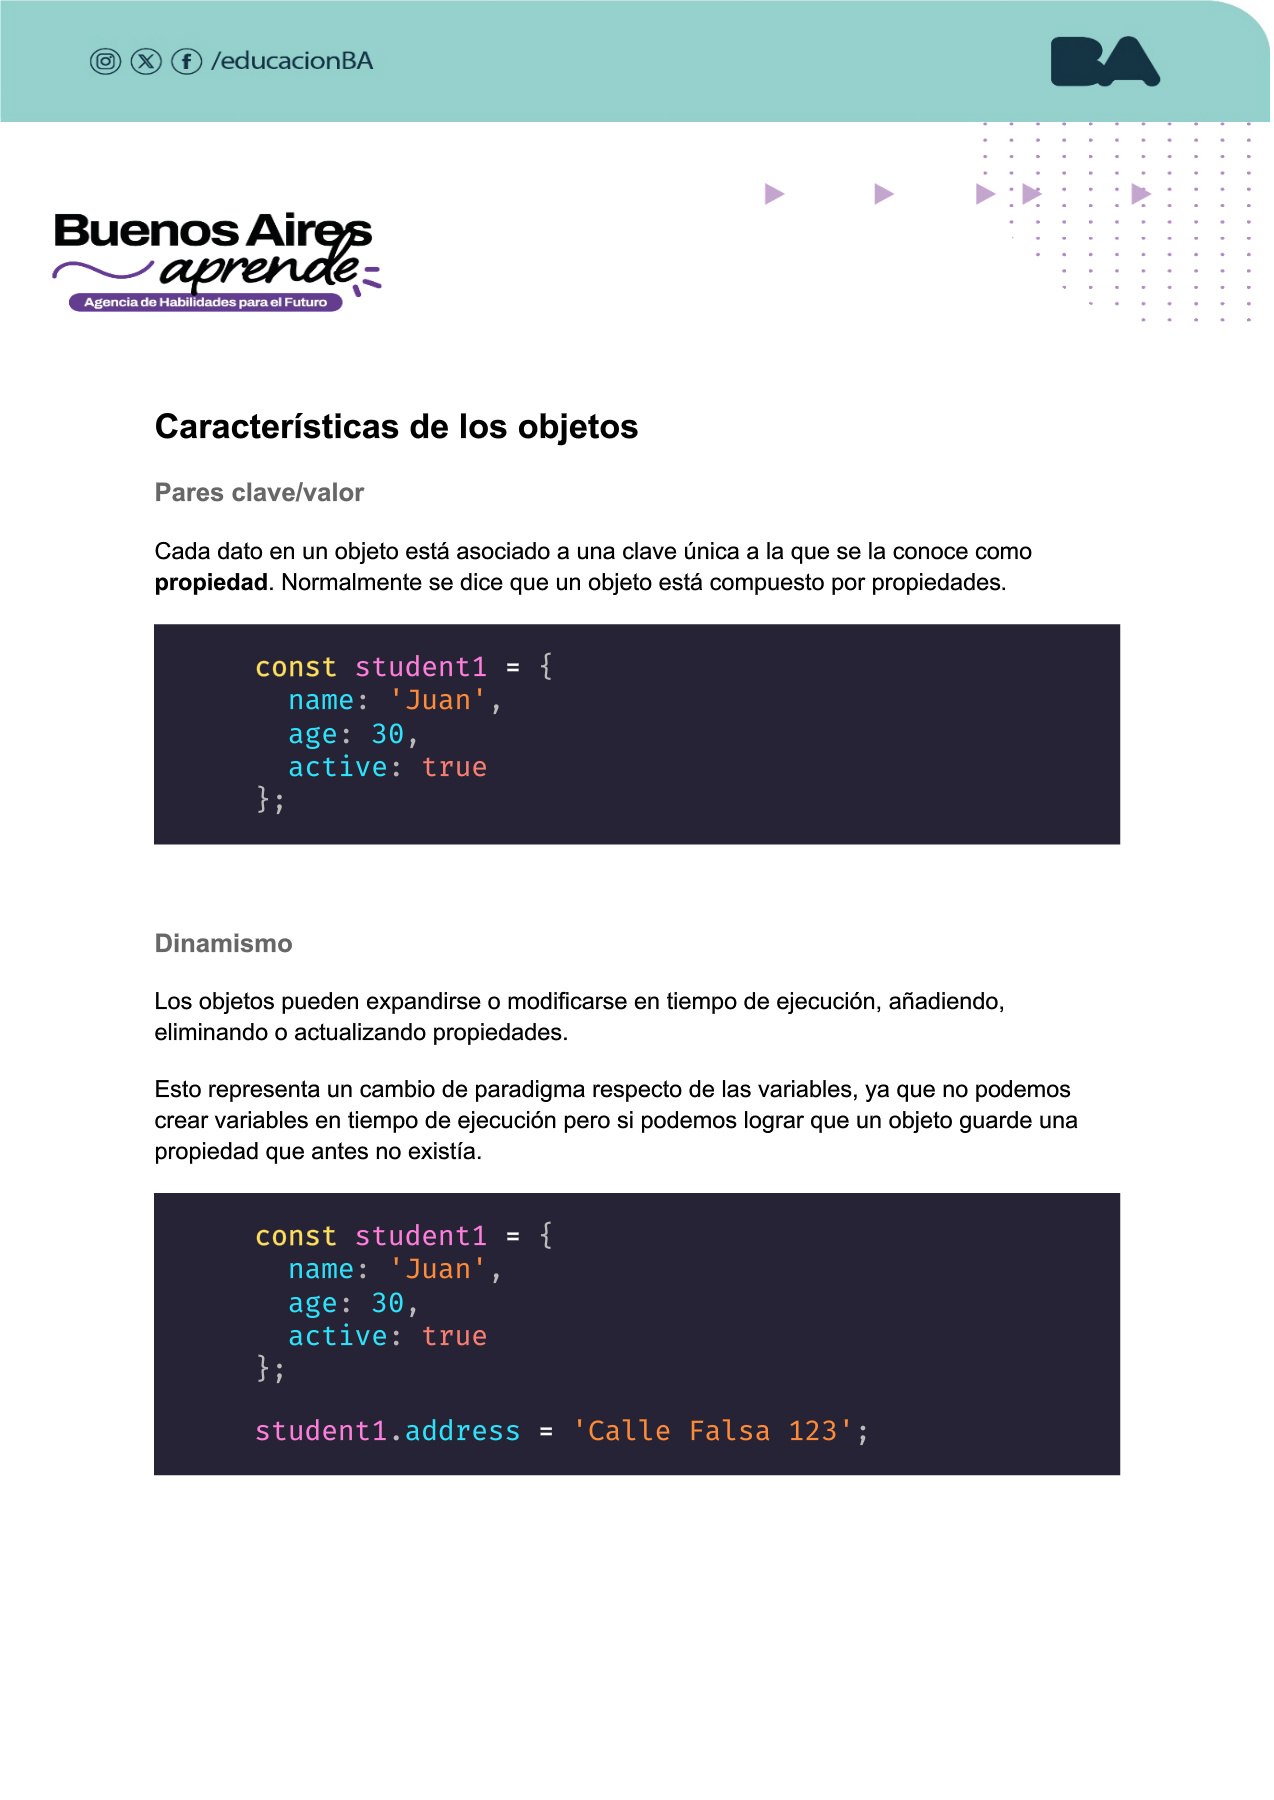 /educacionBA
BA
Buenos Aires
aprende
Agencia de Habilidades para el Futuro
Características de los objetos
Pares clave/valor
Cada dato en un objeto está asociado a una clave única a la que se la conoce como
propiedad. Normalmente se dice que un objeto está compuesto por propiedades.
const student1 = {
  name: 'Juan',
  age: 30,
  active: true
};
Dinamismo
Los objetos pueden expandirse o modificarse en tiempo de ejecución, añadiendo,
eliminando o actualizando propiedades.
Esto representa un cambio de paradigma respecto de las variables, ya que no podemos
crear variables en tiempo de ejecución pero si podemos lograr que un objeto guarde una
propiedad que antes no existía.
const student1 = {
  name: 'Juan',
  age: 30,
  active: true
};
student1.address = 'Calle Falsa 123';